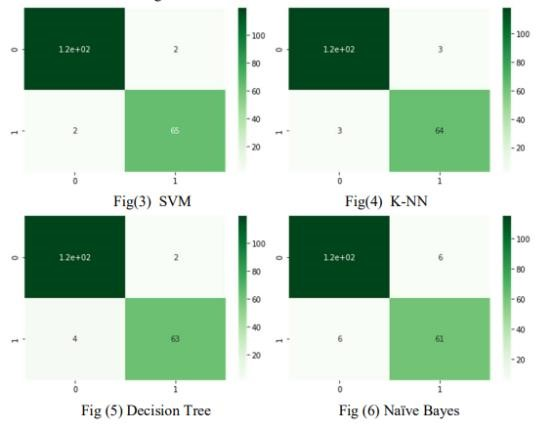 0 1.2e+02 2 100
80
60
1 2 65 40
20
0 1
Fig(3) SVM
0 1.2e+02 3 100
80
60
1 3 64 40
20
0 1
Fig(4) K-NN
0 1.2e+02 2 100
80
60
1 4 63 40
20
0 1
Fig (5) Decision Tree
0 1.2e+02 6 100
80
60
1 6 61 40
20
0 1
Fig (6) Naïve Bayes